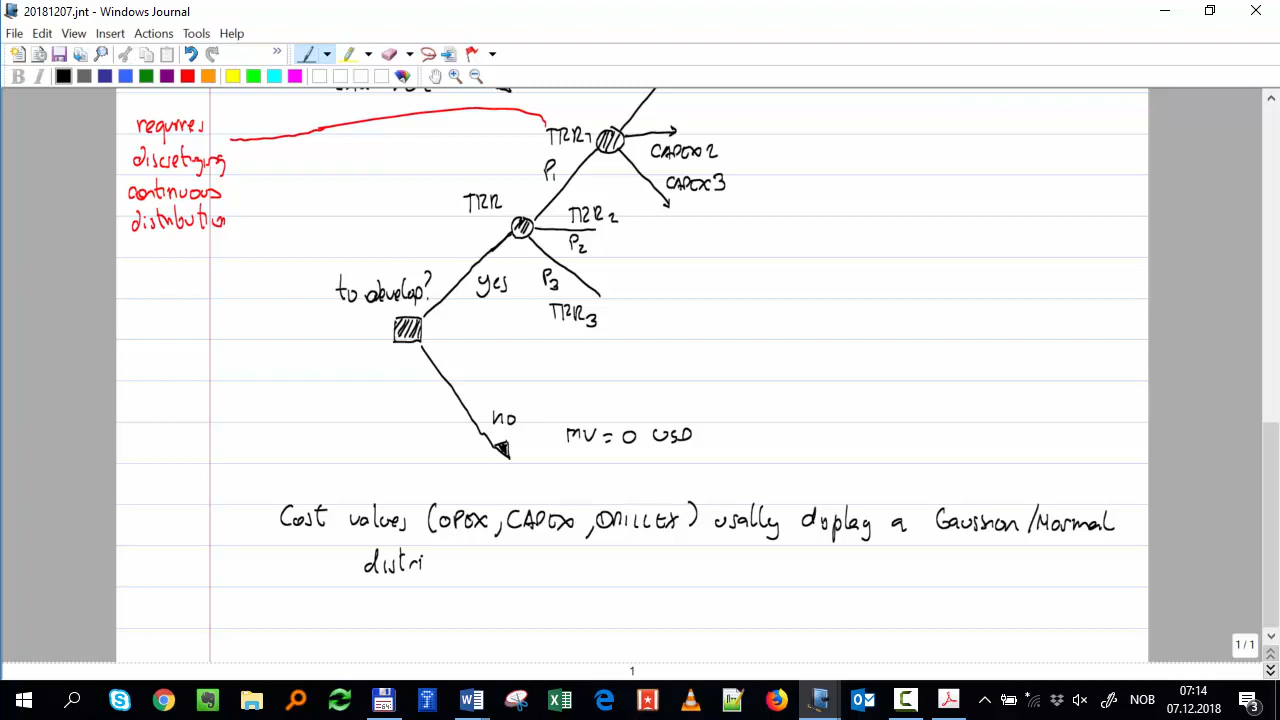 20181207.jnt - Windows Journal
File Edit View Insert Actions Tools Help
B I
requires
discretizing
continuous
distribution
TRR1
CAPEX 2
CAPEX 3
P1
TRR
TRR2
P2
P3
TRR3
yes
to develop?
no
MV = 0 USD
Cost values (OPEX, CAPEX, DRILLEX) usally display a Gaussian/Normal
distri
1 / 1
1
NOB
07:14
07.12.2018
3